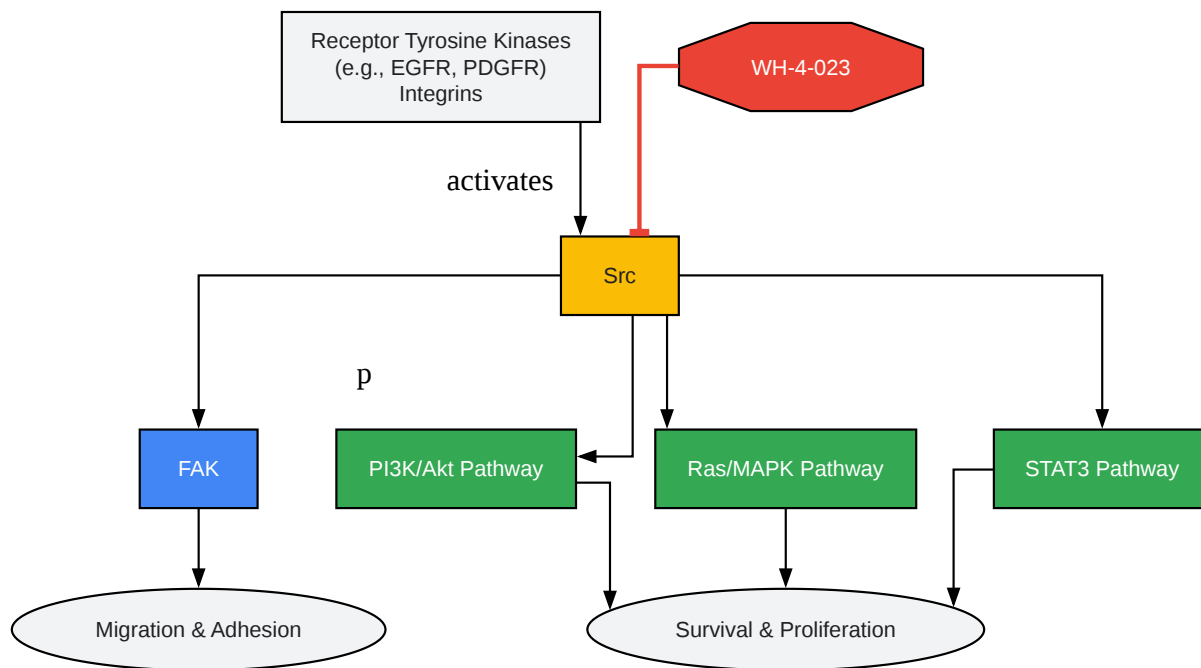 Receptor Tyrosine Kinases
(e.g., EGFR, PDGFR)
Integrins
WH-4-023
activates
Src
p
FAK
PI3K/Akt Pathway
Ras/MAPK Pathway
STAT3 Pathway
Migration & Adhesion
Survival & Proliferation